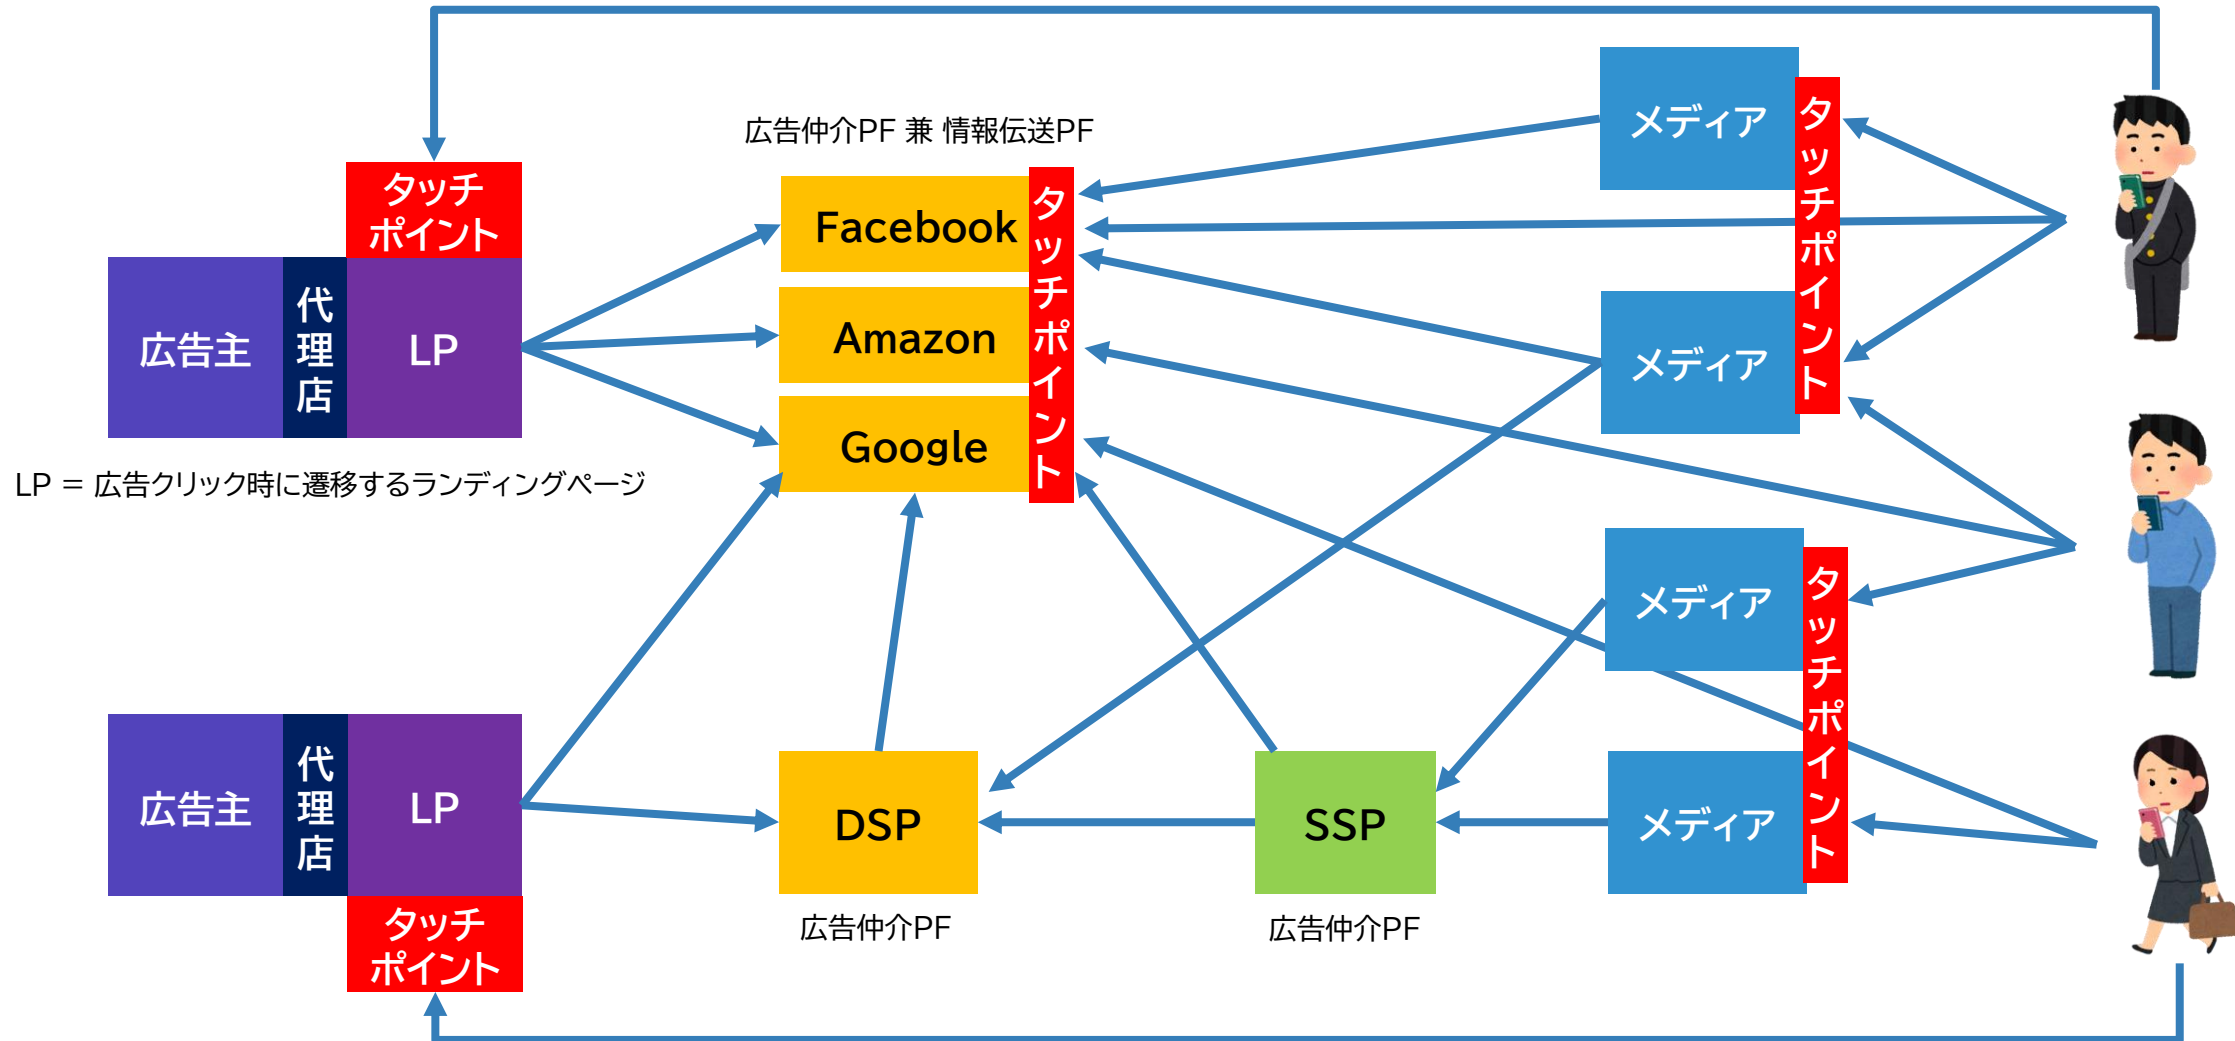 広告仲介PF 兼 情報伝送PF
タッチ
ポイント
広告主
代理店
LP
LP = 広告クリック時に遷移するランディングページ
Facebook
Amazon
Google
タッチポイント
メディア
メディア
タッチポイント
メディア
メディア
タッチポイント
広告主
代理店
LP
タッチ
ポイント
DSP
広告仲介PF
SSP
広告仲介PF